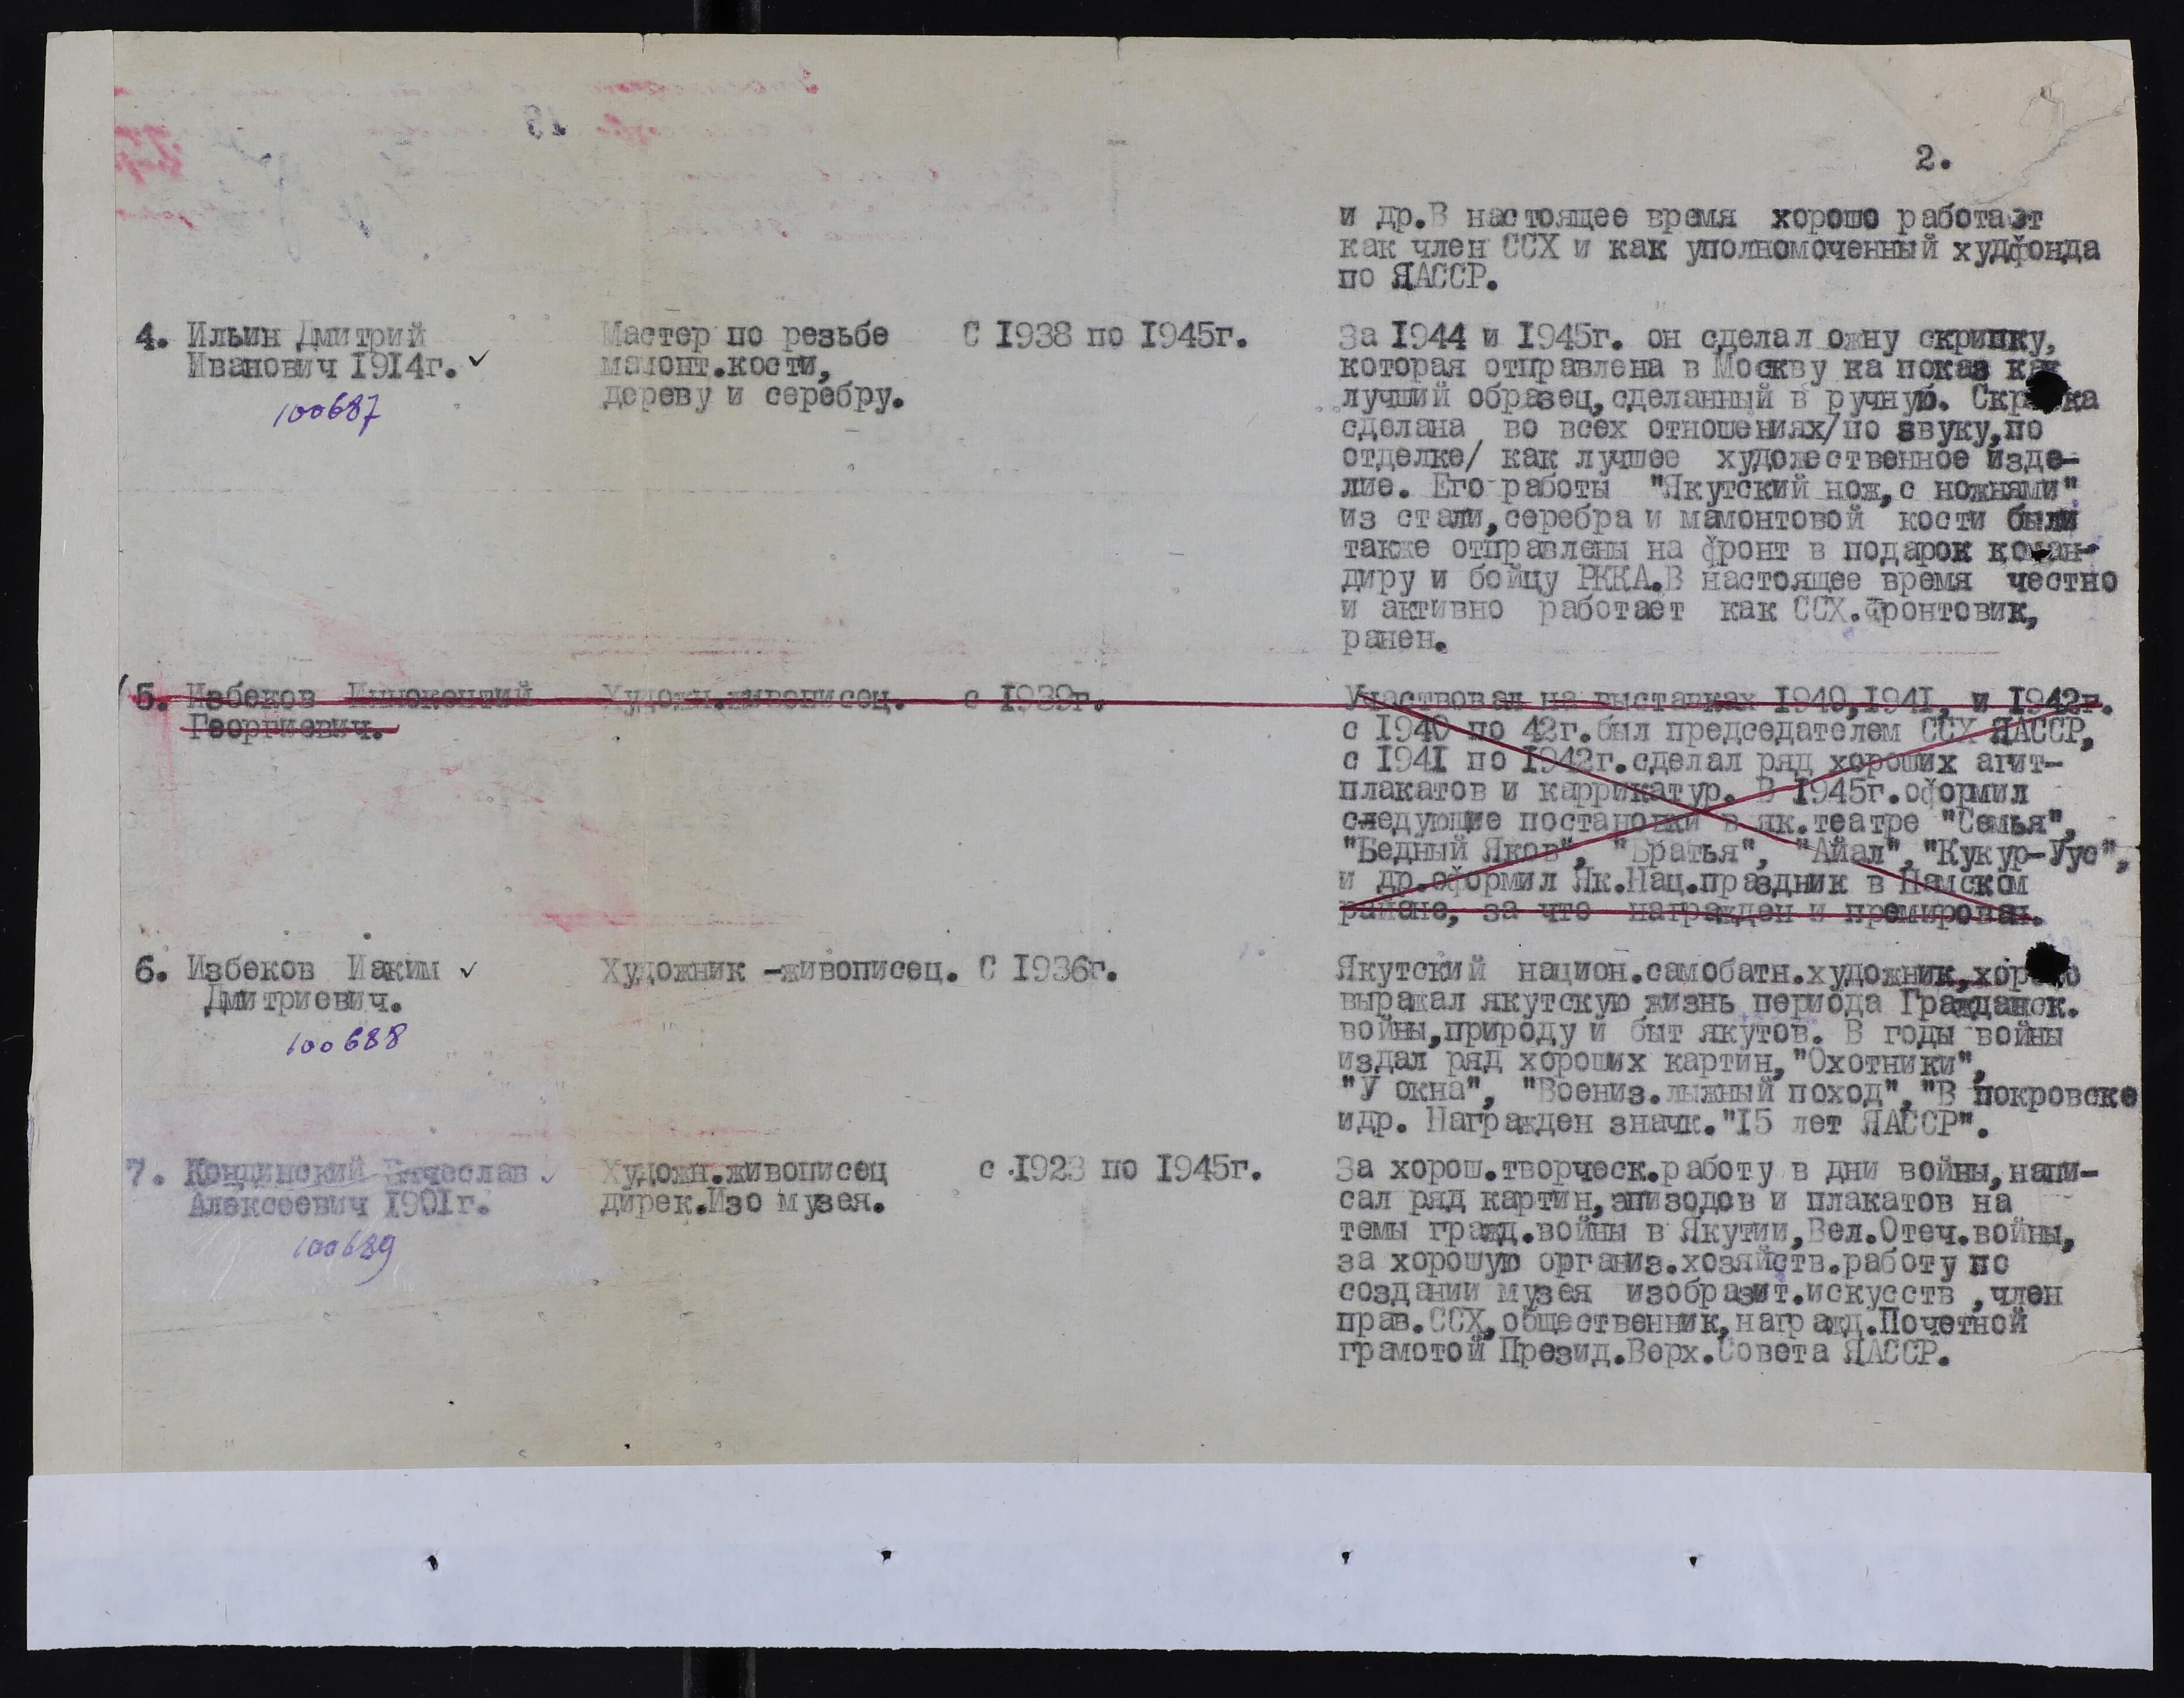 2.
и др.В настоящее время хорошо работает
как член ССХ и как уполномоченный худфонда
по ЯАССР.
4. Ильин Дмитрий
Иванович 1914г. ✓
100687
Мастер по резьбе
мамонт.кости,
дереву и серебру.
С 1938 по 1945г.
За 1944 и 1945г. он сделал одну скрипку,
которая отправлена в Москву на показ как
лучший образец,сделанный в ручную.
сделана во всех отношениях/по звуку,по
отделке/ как лучшее художественное изде-
лие. Его работы "Якутский нож,с ножнами"
из стали,серебра и мамонтовой кости были
также отправлены на фронт в подарок коман-
диру и бойцу РККА.В настоящее время честно
и активно работает как ССХ.Фронтовик,
ранен.
5. Избеков Иннокентий
Георгиевич.
Художн.живописец.
с 1939г.
Участвовал на выставках 1940,1941, и 1942г.
с 1940 по 42г.был председателем ССХ ЯАССР,
с 1941 по 1942г.сделал ряд хороших агит-
плакатов и каррикатур. В 1945г.оформил
следующие постановки в як.театре "Семья",
"Бедный Яков", "Братья", "Айал", "Кукур-Уус",
и др.оформил Як.Нац.праздник в Намском
районе, за что награжден и премирован.
6. Избеков Иаким ✓
Дмитриевич.
100688
Художник -живописец.
С 1936г.
Якутский национ.самобатн.художник,
выражал якутскую жизнь периода Гражданск.
войны,природу и быт якутов. В годы войны
издал ряд хороших картин,"Охотники",
"У окна", "Воениз.лыжный поход","В покровске
идр. Награжден значк."15 лет ЯАССР".
7. Кондинский Вячеслав ✓
Алексеевич 1901г.
100689
Художн.живописец
дирек.Изо музея.
с 1923 по 1945г.
За хорош.творческ.работу в дни войны,напи-
сал ряд картин,эпизодов и плакатов на
темы гражд.войны в Якутии,Вел.Отеч.войны,
за хорошую организ.хозяйств.работу по
создании музея изобразит.искусств ,член
прав.ССХ,общественник,награжд.Почетной
грамотой Презид.Верх.Совета ЯАССР.